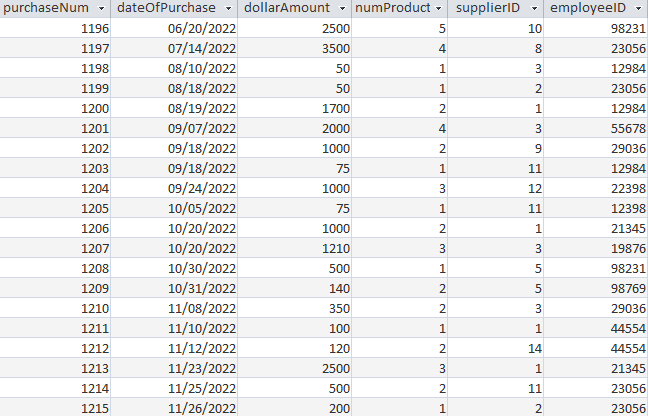 purchaseNum dateOfPurchase dollarAmount numProduct supplierID employeeID
1196 06/20/2022 2500 5 10 98231
1197 07/14/2022 3500 4 8 23056
1198 08/10/2022 50 1 3 12984
1199 08/18/2022 50 1 2 23056
1200 08/19/2022 1700 2 1 12984
1201 09/07/2022 2000 4 3 55678
1202 09/18/2022 1000 2 9 29036
1203 09/18/2022 75 1 11 12984
1204 09/24/2022 1000 3 12 22398
1205 10/05/2022 75 1 11 12398
1206 10/20/2022 1000 2 1 21345
1207 10/20/2022 1210 3 3 19876
1208 10/30/2022 500 1 5 98231
1209 10/31/2022 140 2 5 98769
1210 11/08/2022 350 2 3 29036
1211 11/10/2022 100 1 1 44554
1212 11/12/2022 120 2 14 44554
1213 11/23/2022 2500 3 1 21345
1214 11/25/2022 500 2 11 23056
1215 11/26/2022 200 1 2 23056